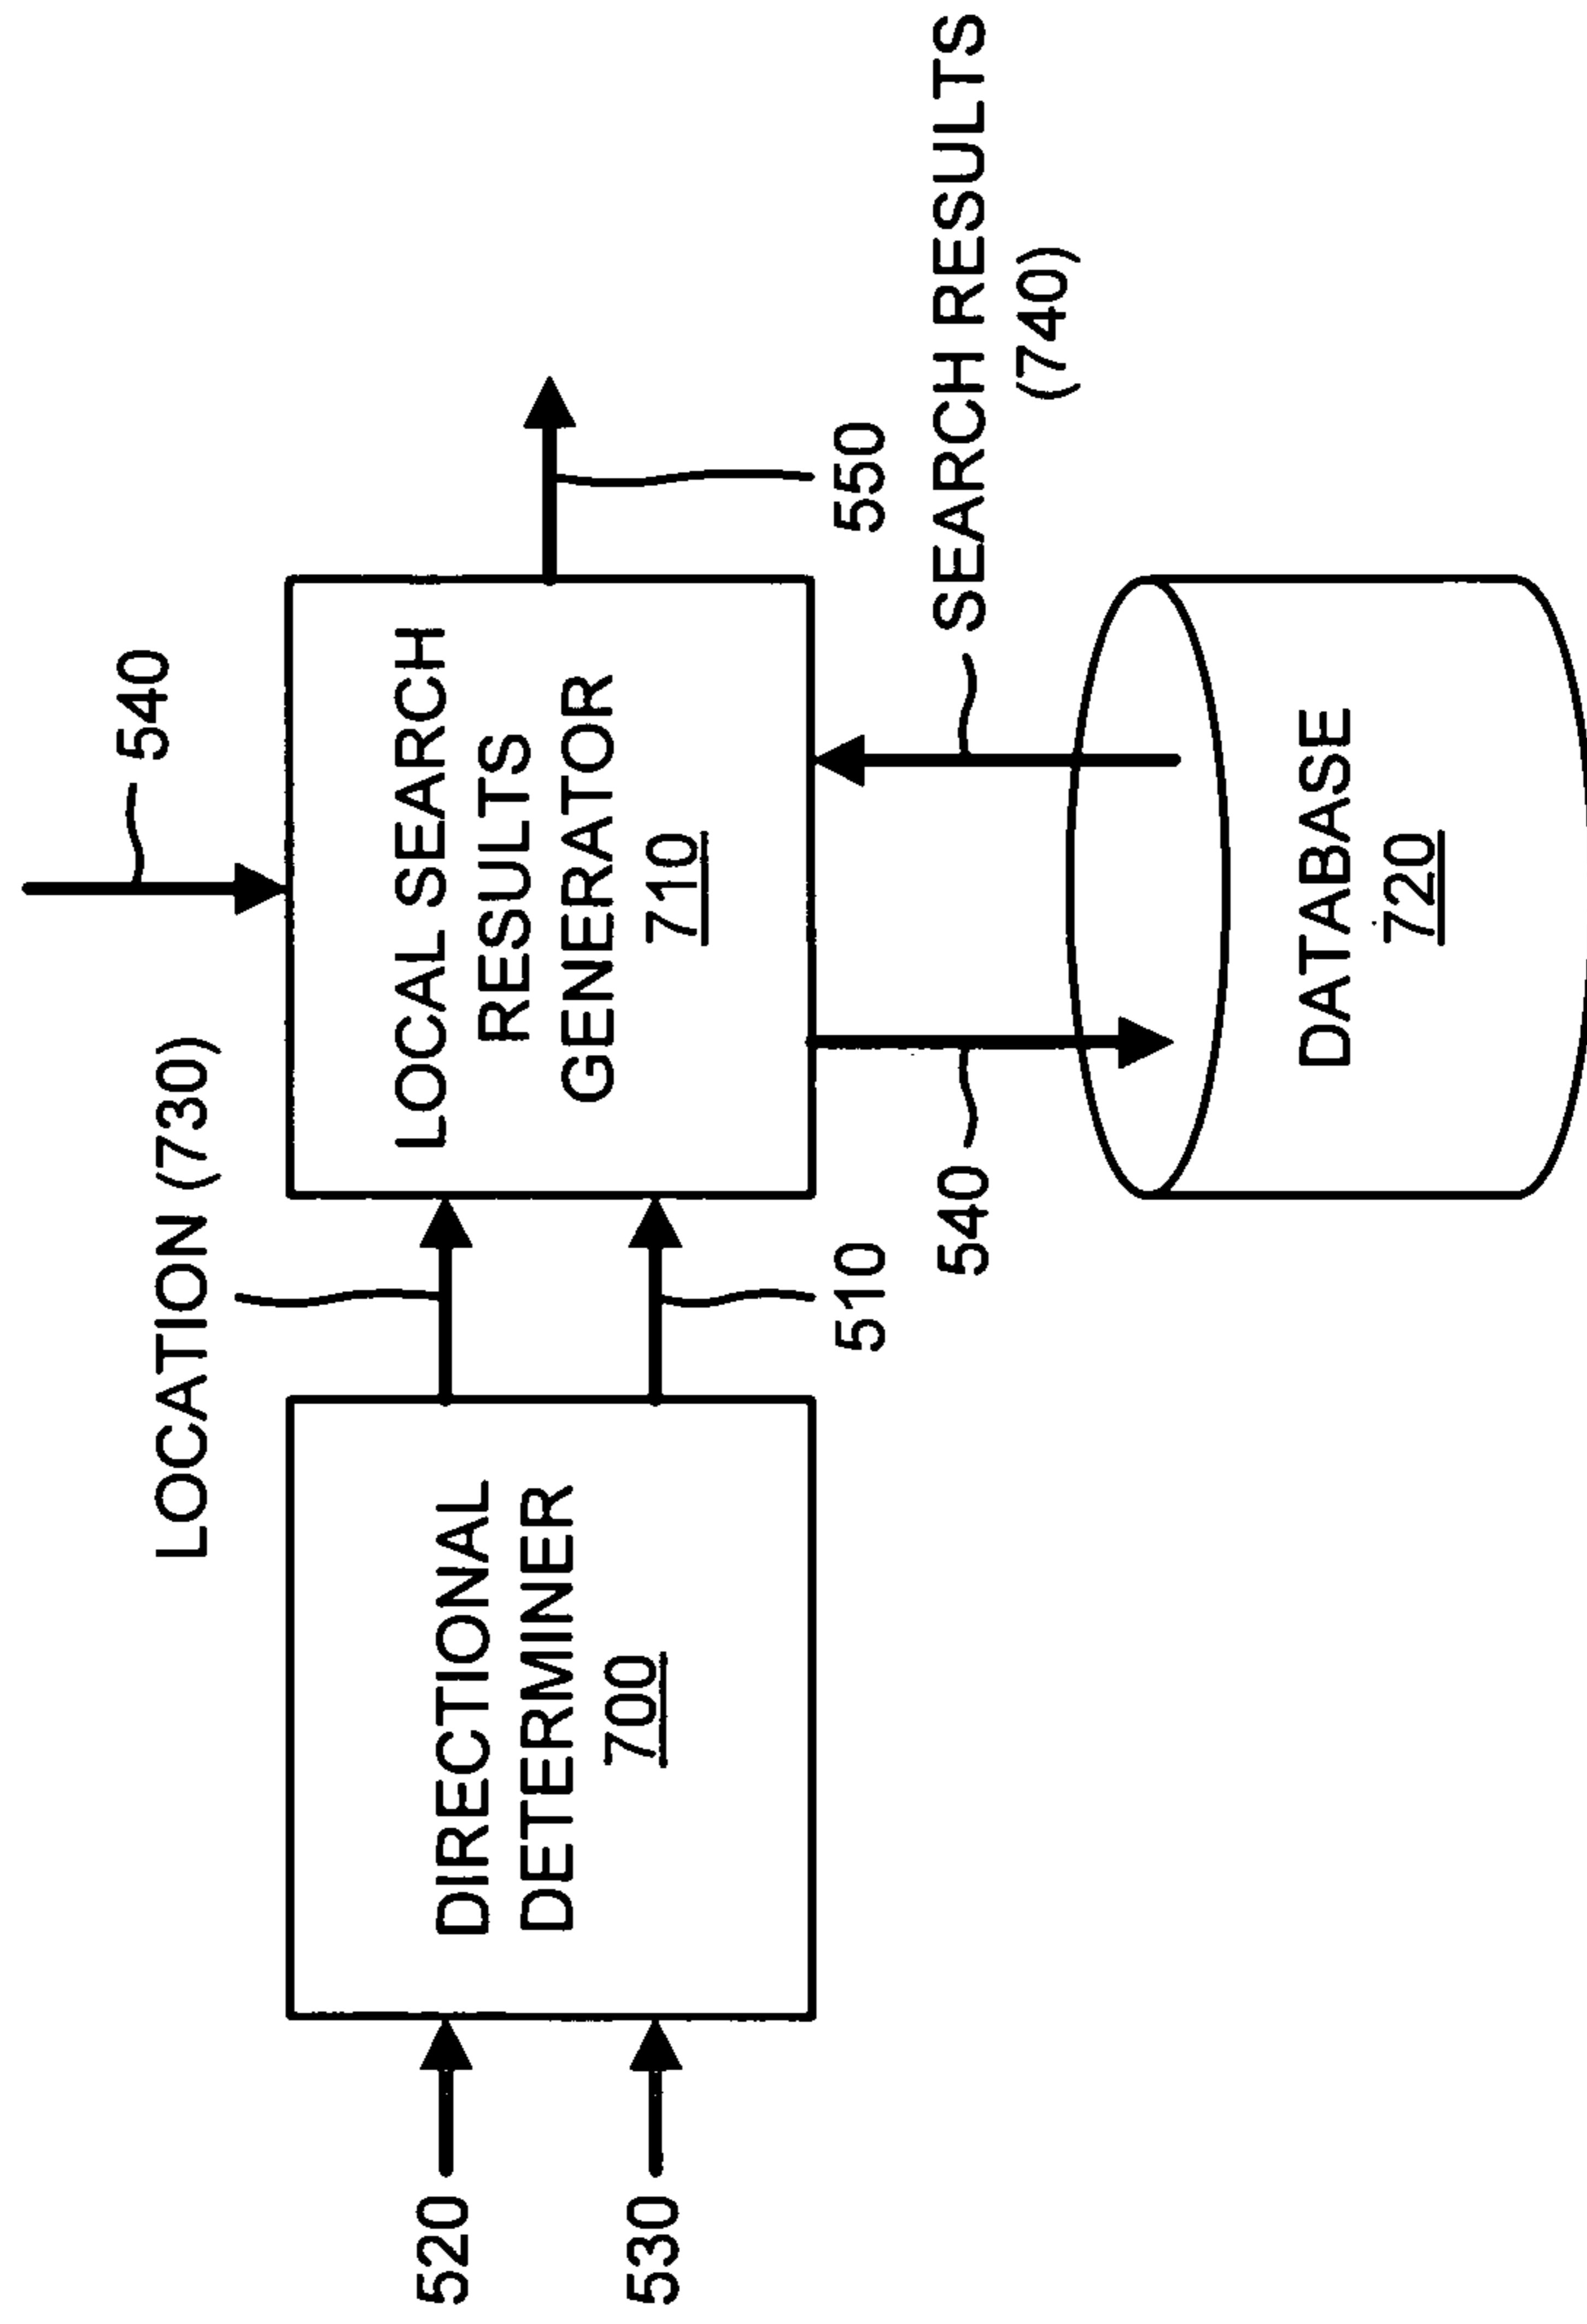 540
LOCATION (730)
520
530
DIRECTIONAL
DETERMINER
700
LOCAL SEARCH
RESULTS
GENERATOR
710
510
550
540
SEARCH RESULTS
(740)
DATABASE
720